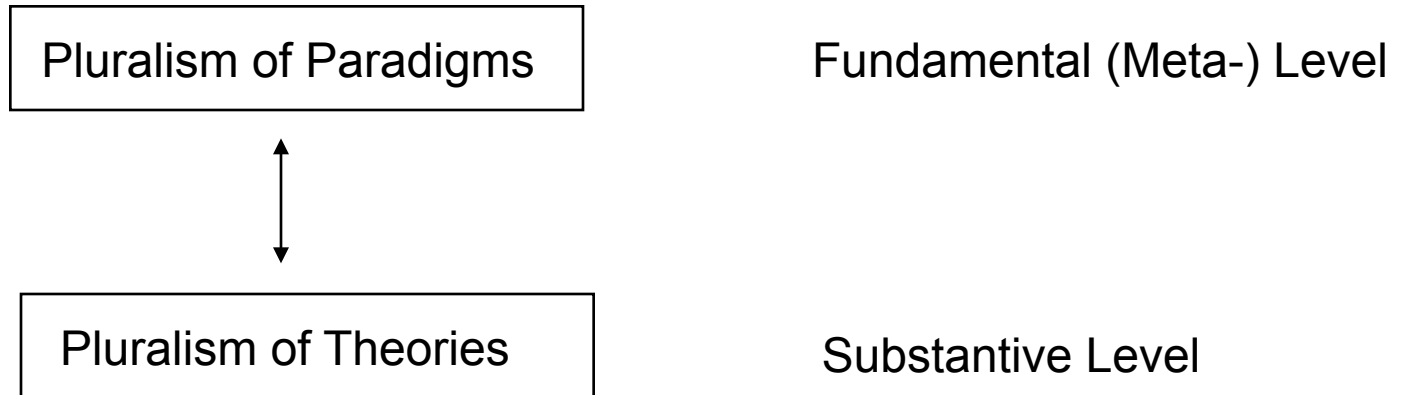 Pluralism of Paradigms Fundamental (Meta-) Level
Pluralism of Theories Substantive Level